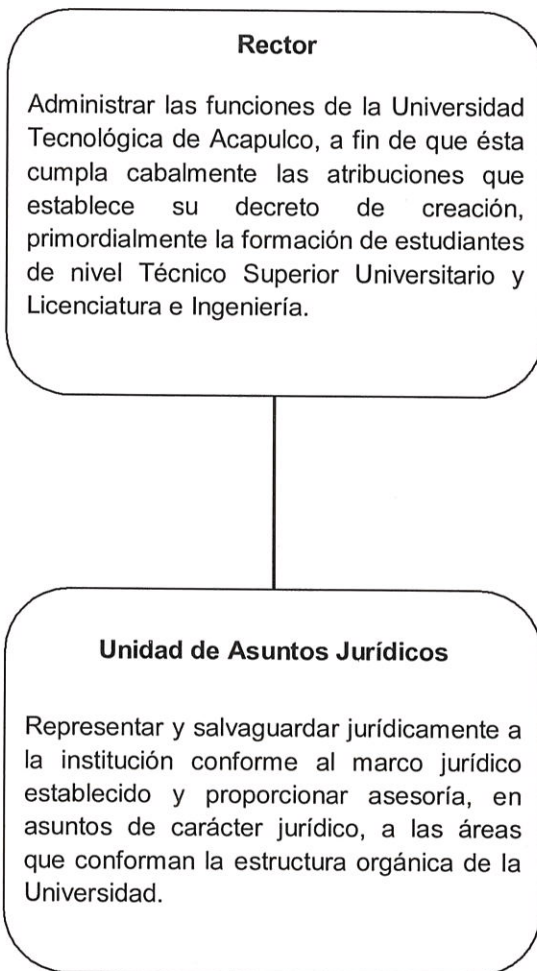 Rector
Administrar las funciones de la Universidad
Tecnológica de Acapulco, a fin de que ésta
cumpla cabalmente las atribuciones que
establece su decreto de creación,
primordialmente la formación de estudiantes
de nivel Técnico Superior Universitario y
Licenciatura e Ingeniería.
Unidad de Asuntos Jurídicos
Representar y salvaguardar jurídicamente a
la institución conforme al marco jurídico
establecido y proporcionar asesoría, en
asuntos de carácter jurídico, a las áreas
que conforman la estructura orgánica de la
Universidad.